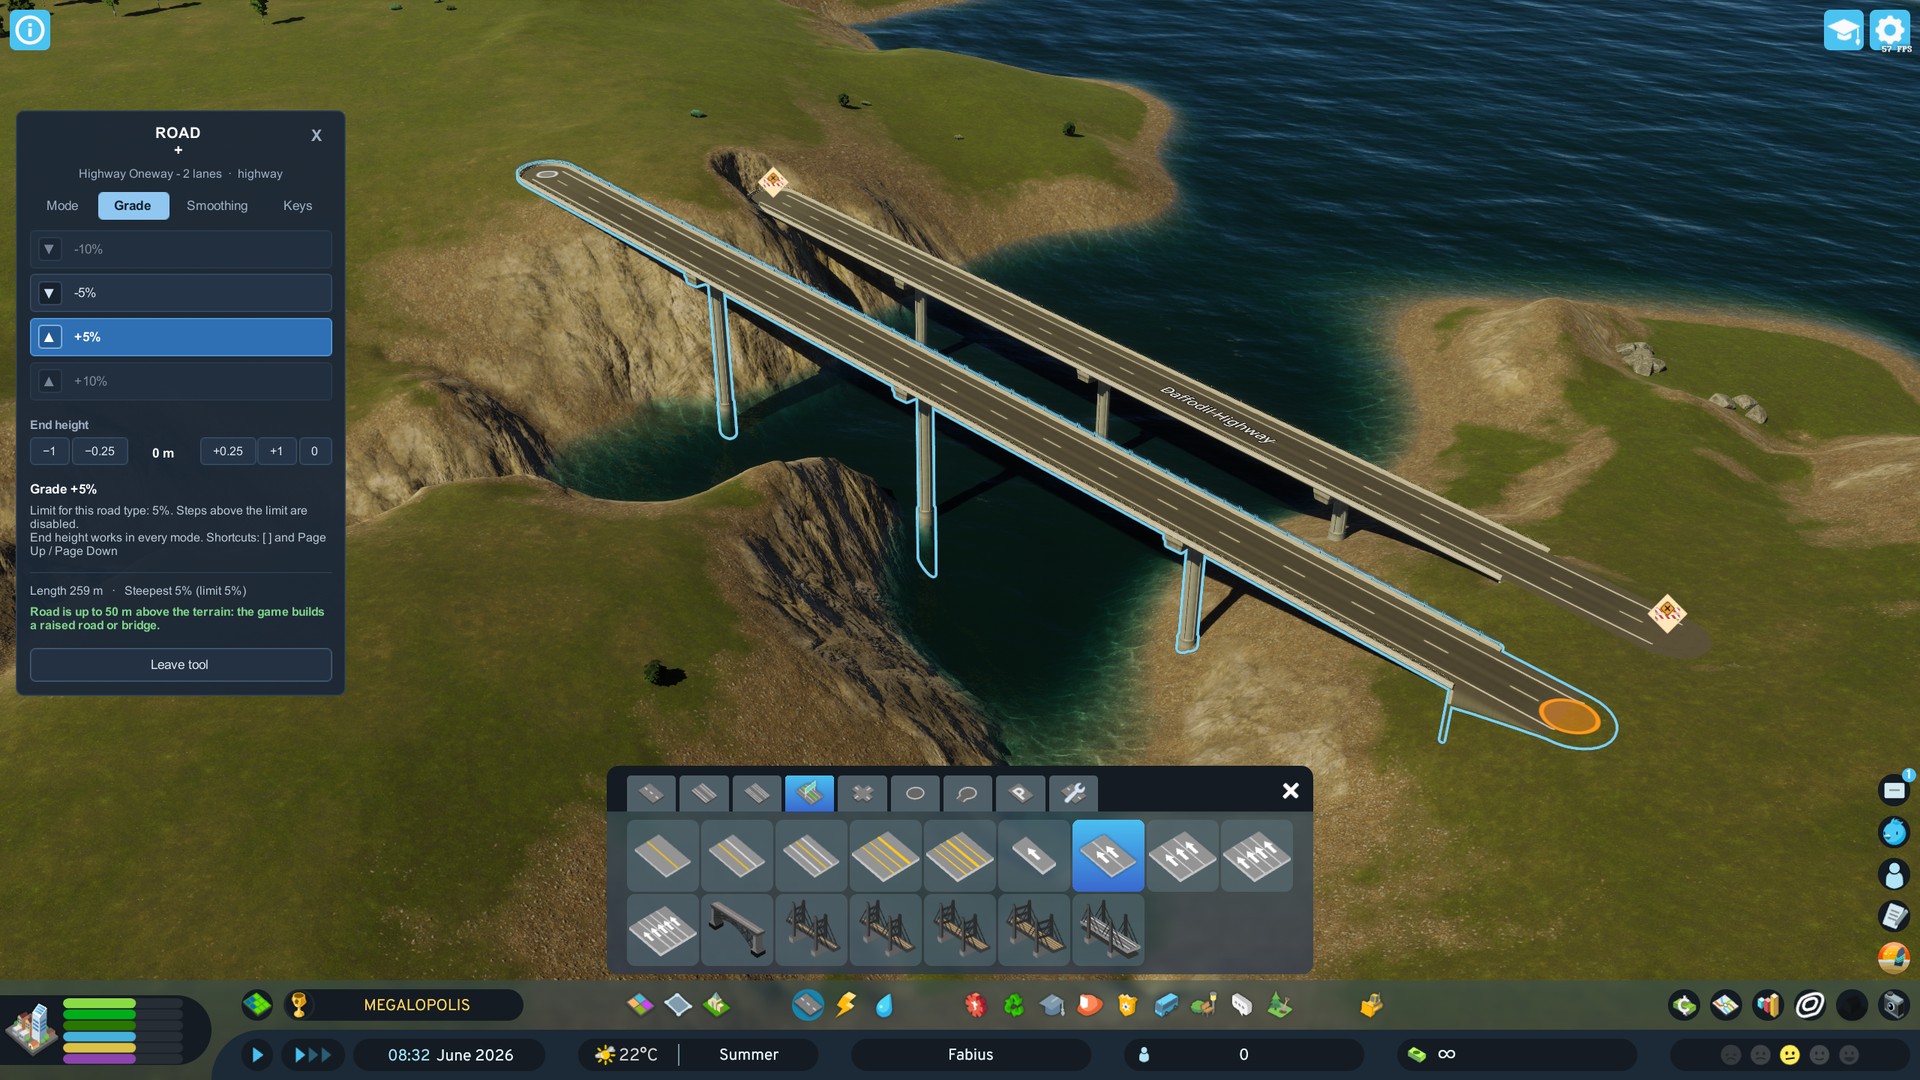 57 FPS
ROAD
+
X
Highway Oneway - 2 lanes · highway
Mode
Grade
Smoothing
Keys
▼ -10%
▼ -5%
▲ +5%
▲ +10%
End height
−1
−0.25
0 m
+0.25
+1
0
Grade +5%
Limit for this road type: 5%. Steps above the limit are
disabled.
End height works in every mode. Shortcuts: [ ] and Page
Up / Page Down
Length 259 m · Steepest 5% (limit 5%)
Road is up to 50 m above the terrain: the game builds
a raised road or bridge.
Leave tool
Daffodil Highway
P
1
MEGALOPOLIS
08:32 June 2026
22°C
Summer
Fabius
0
∞